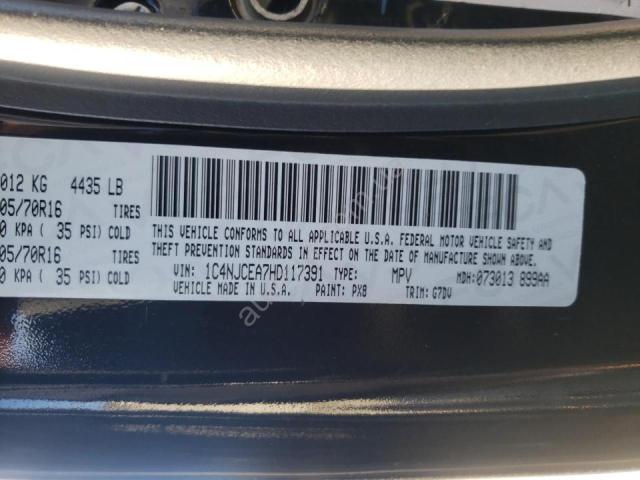 012 KG 4435 LB
05/70R16 TIRES
0 KPA ( 35 PSI) COLD
05/70R16 TIRES
0 KPA ( 35 PSI) COLD
THIS VEHICLE CONFORMS TO ALL APPLICABLE U.S.A. FEDERAL MOTOR VEHICLE SAFETY AND
THEFT PREVENTION STANDARDS IN EFFECT ON THE DATE OF MANUFACTURE SHOWN ABOVE.
VIN: 1C4NJCEA7HD117391 TYPE: MPV MDH: 073013 899AA
VEHICLE MADE IN U.S.A. PAINT: PX8 TRIM: G7DV